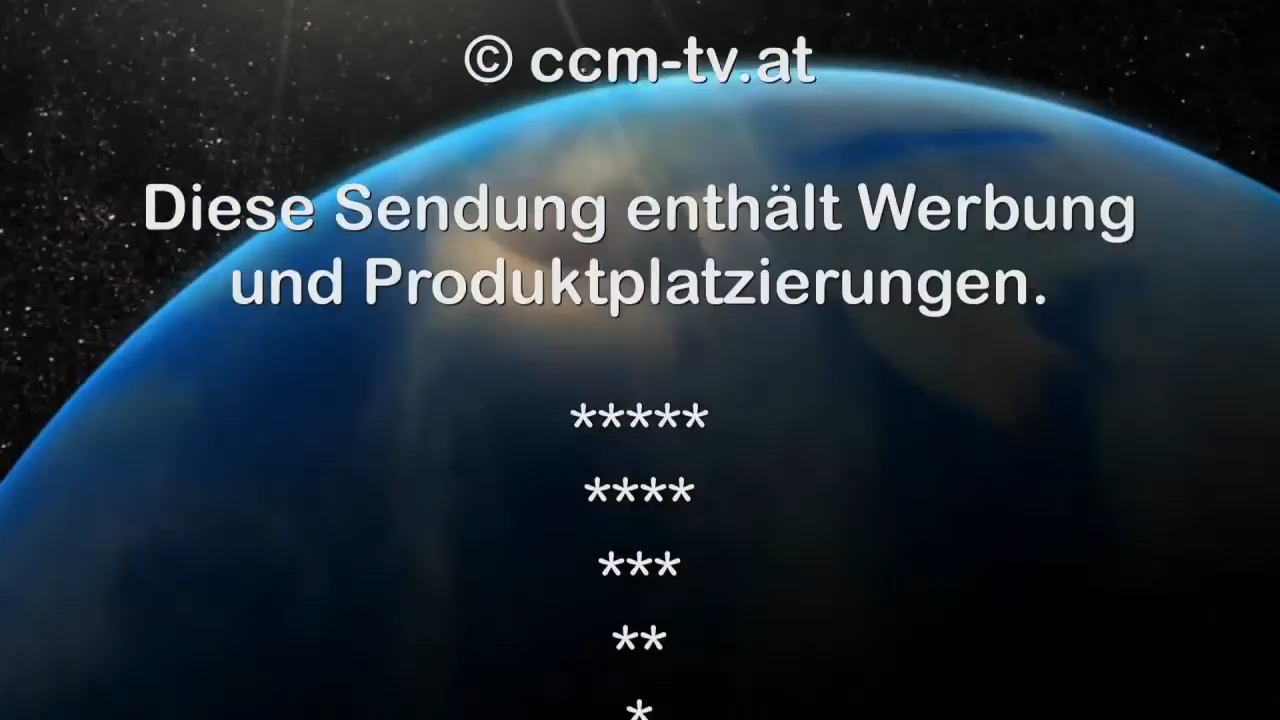 © ccm-tv.at
Diese Sendung enthält Werbung
und Produktplatzierungen.
*****
****
***
**
*